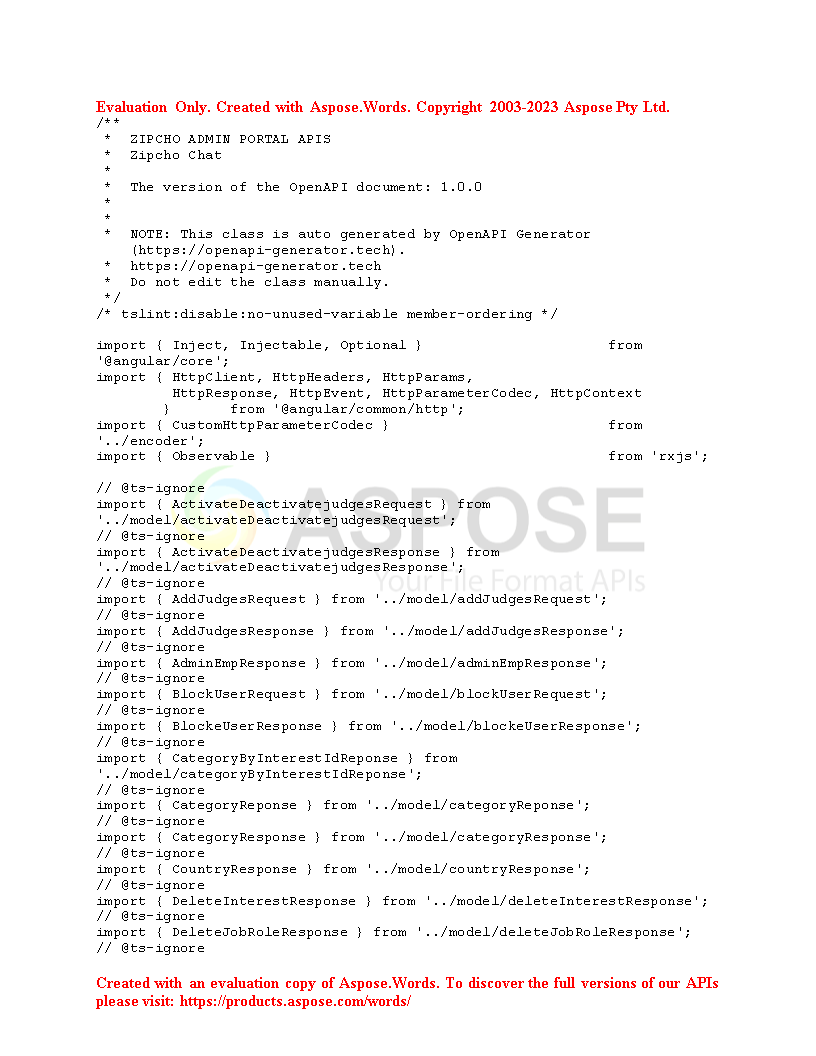 Evaluation Only. Created with Aspose.Words. Copyright 2003-2023 Aspose Pty Ltd.
/**
 *  ZIPCHO ADMIN PORTAL APIS
 *  Zipcho Chat
 *
 *  The version of the OpenAPI document: 1.0.0
 *
 *
 *  NOTE: This class is auto generated by OpenAPI Generator
    (https://openapi-generator.tech).
 *  https://openapi-generator.tech
 *  Do not edit the class manually.
 */
/* tslint:disable:no-unused-variable member-ordering */

import { Inject, Injectable, Optional }                      from
'@angular/core';
import { HttpClient, HttpHeaders, HttpParams,
         HttpResponse, HttpEvent, HttpParameterCodec, HttpContext
        }       from '@angular/common/http';
import { CustomHttpParameterCodec }                          from
'../encoder';
import { Observable }                                        from 'rxjs';

// @ts-ignore
import { ActivateDeactivatejudgesRequest } from
'../model/activateDeactivatejudgesRequest';
// @ts-ignore
import { ActivateDeactivatejudgesResponse } from
'../model/activateDeactivatejudgesResponse';
// @ts-ignore
import { AddJudgesRequest } from '../model/addJudgesRequest';
// @ts-ignore
import { AddJudgesResponse } from '../model/addJudgesResponse';
// @ts-ignore
import { AdminEmpResponse } from '../model/adminEmpResponse';
// @ts-ignore
import { BlockUserRequest } from '../model/blockUserRequest';
// @ts-ignore
import { BlockeUserResponse } from '../model/blockeUserResponse';
// @ts-ignore
import { CategoryByInterestIdReponse } from
'../model/categoryByInterestIdReponse';
// @ts-ignore
import { CategoryReponse } from '../model/categoryReponse';
// @ts-ignore
import { CategoryResponse } from '../model/categoryResponse';
// @ts-ignore
import { CountryResponse } from '../model/countryResponse';
// @ts-ignore
import { DeleteInterestResponse } from '../model/deleteInterestResponse';
// @ts-ignore
import { DeleteJobRoleResponse } from '../model/deleteJobRoleResponse';
// @ts-ignore
ASPOSE
Your File Format APIs
Created with an evaluation copy of Aspose.Words. To discover the full versions of our APIs
please visit: https://products.aspose.com/words/